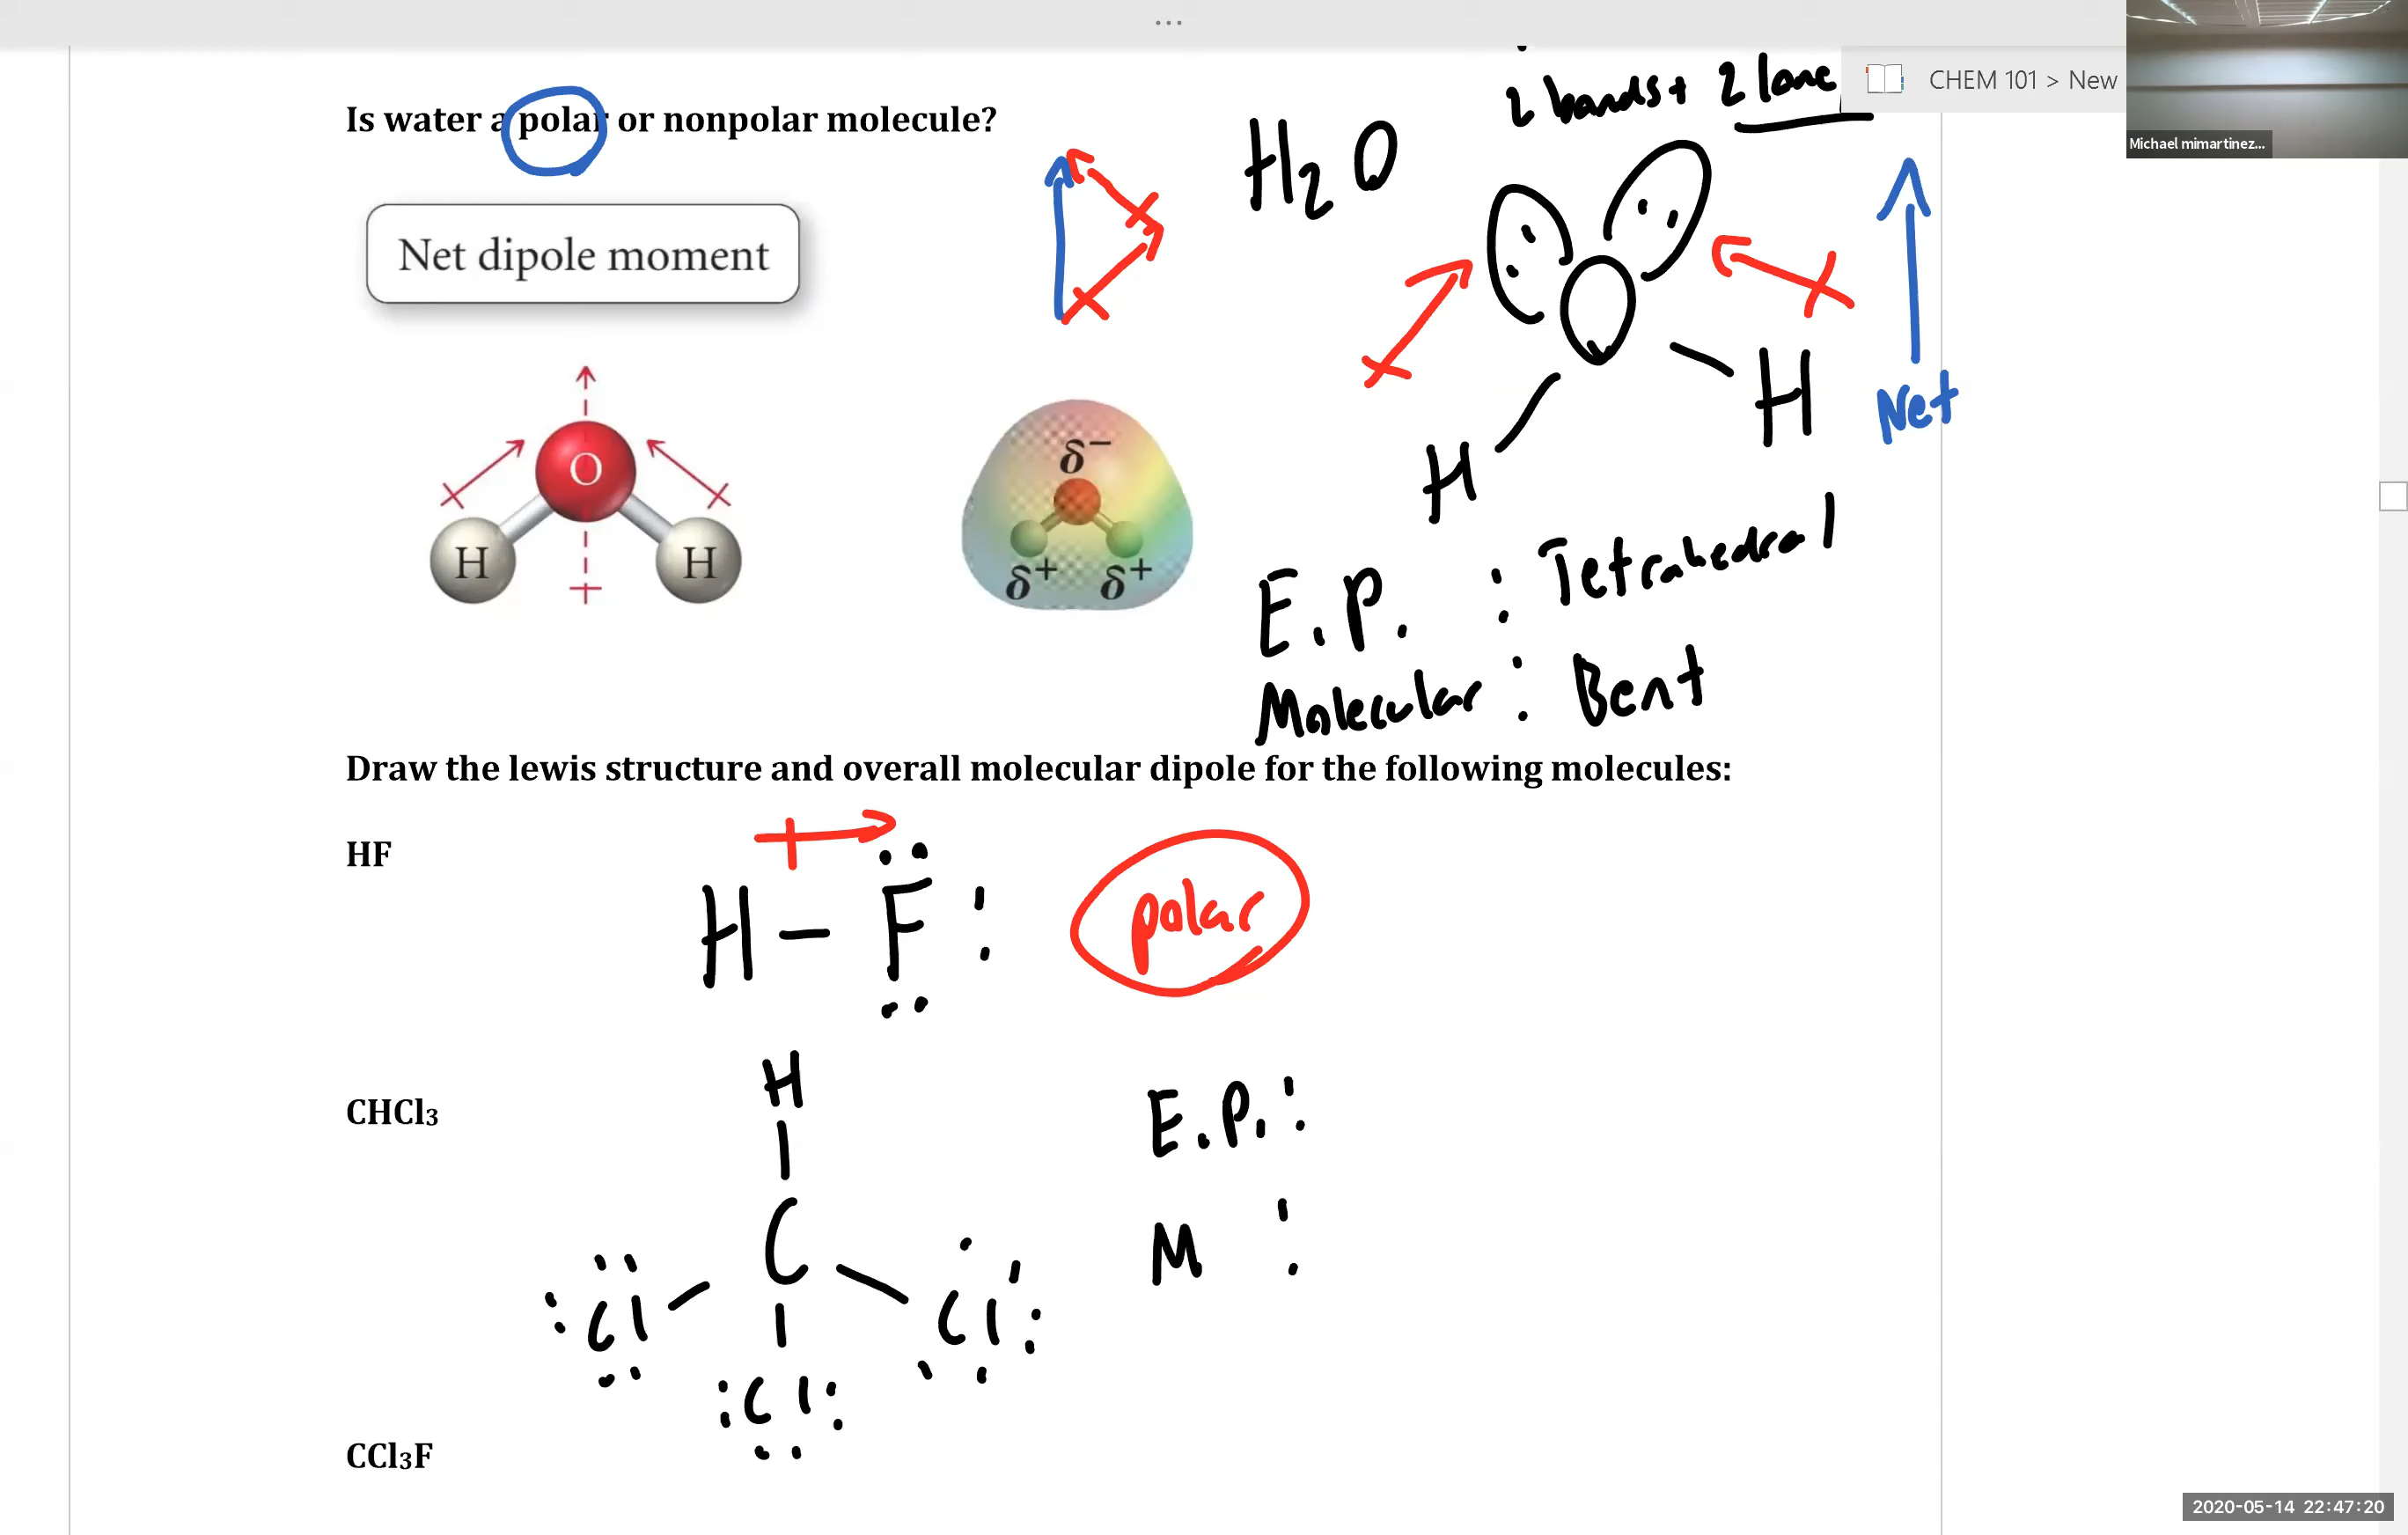 ...
2 bonds + 2 lone
CHEM 101 > New
Michael mimartinez...
Is water a polar or nonpolar molecule?
H₂O
Net dipole moment
O
H H
δ−
δ+ δ+
H
H
Net
E.P. : Tetrahedral
Molecular : Bent
Draw the lewis structure and overall molecular dipole for the following molecules:
HF
H – F
polar
CHCl₃
H
C
Cl Cl
Cl
E.P. :
M :
CCl₃F
2020-05-14 22:47:20